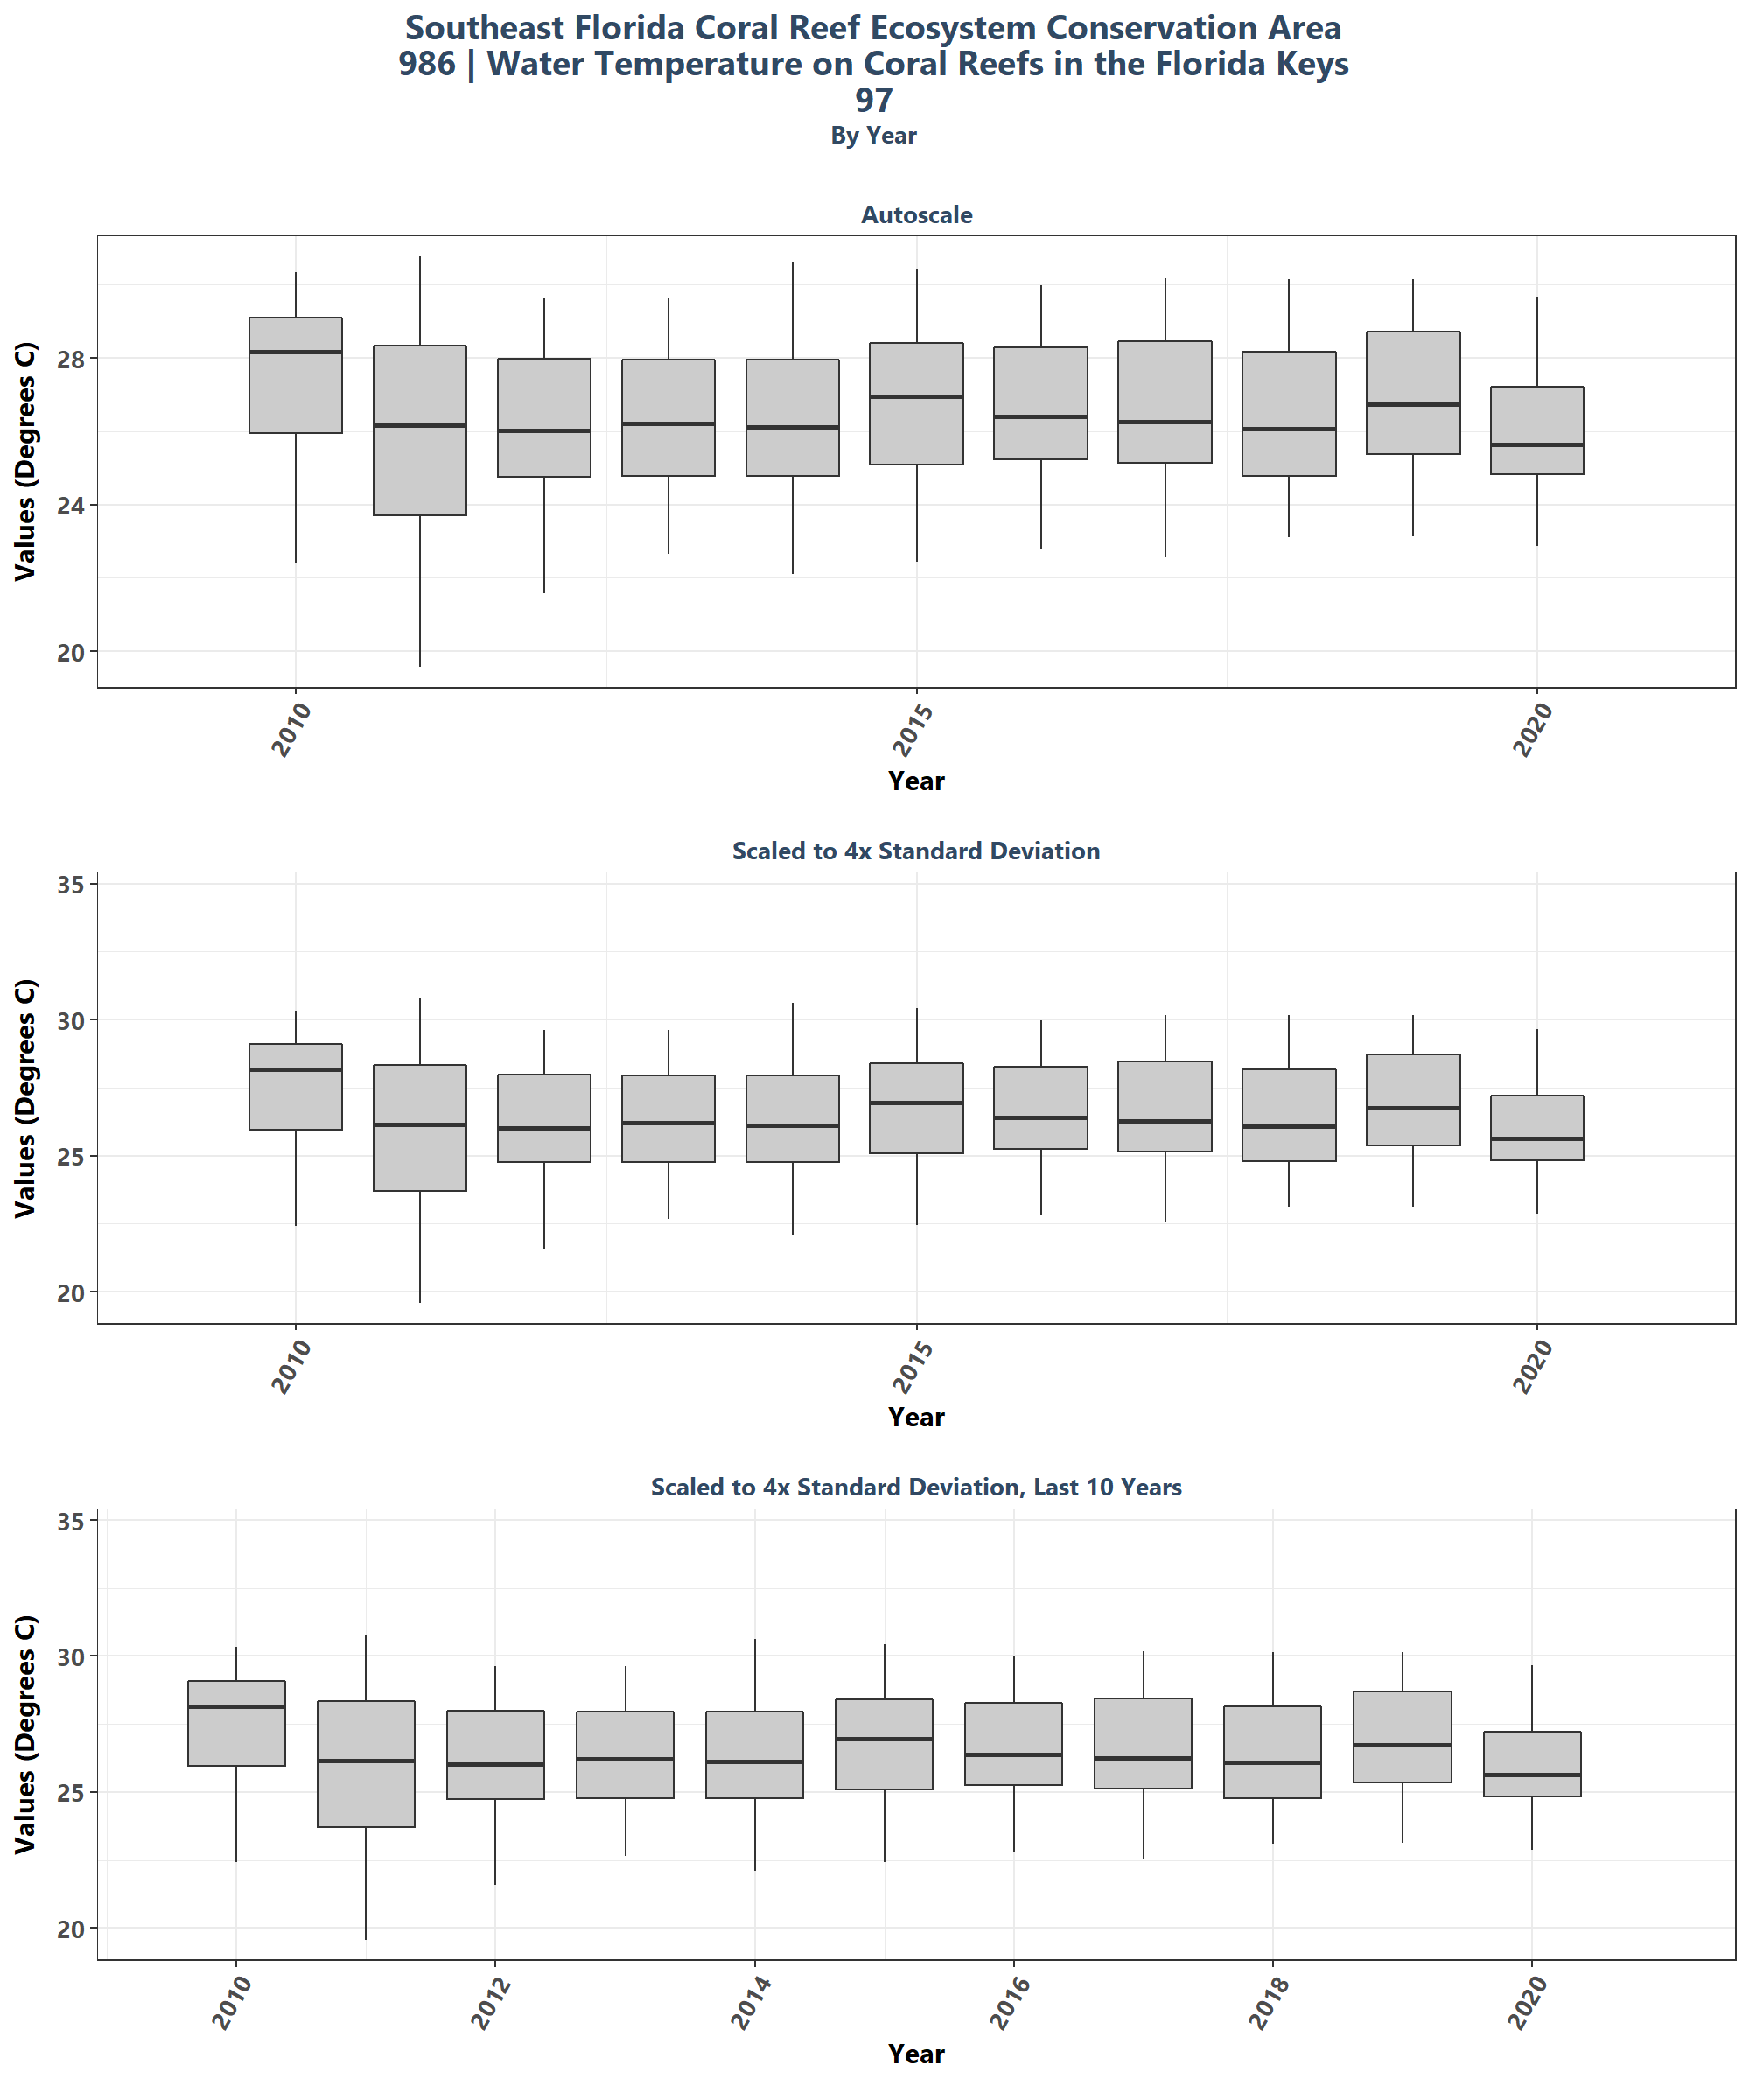 Southeast Florida Coral Reef Ecosystem Conservation Area
986 | Water Temperature on Coral Reefs in the Florida Keys
97
By Year
Autoscale
Values (Degrees C)
28
24
20
2010
2015
2020
Year
Scaled to 4x Standard Deviation
Values (Degrees C)
35
30
25
20
2010
2015
2020
Year
Scaled to 4x Standard Deviation, Last 10 Years
Values (Degrees C)
35
30
25
20
2010
2012
2014
2016
2018
2020
Year